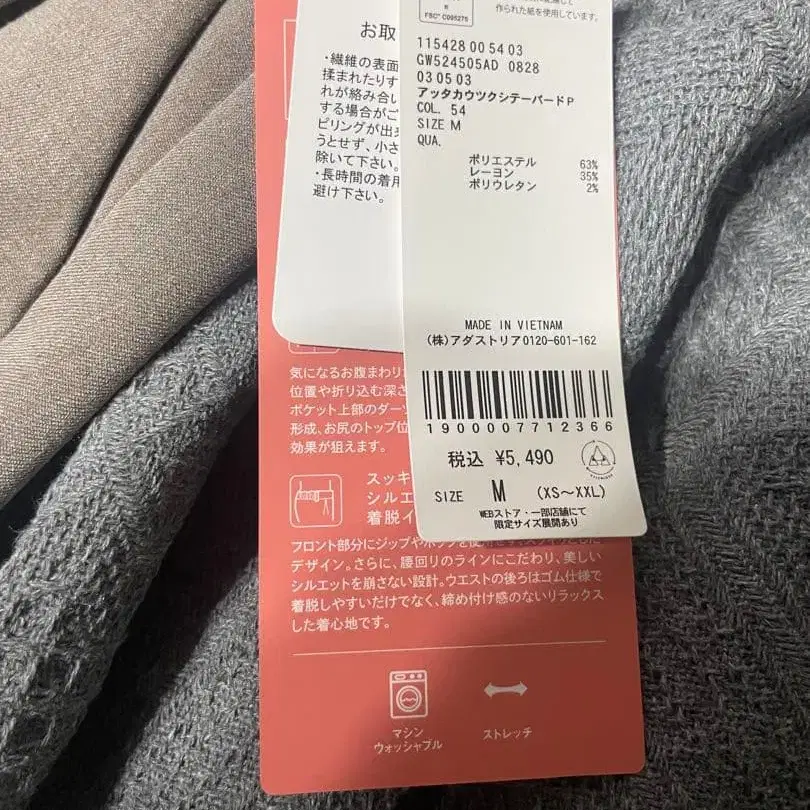 作られた紙を使用しています。
FSC® C095276
お取
115428 00 54 03
GW524505AD 0828
03 05 03
アッタカウツクシテーパードP
COL. 54
SIZE M
QUA.
ポリエステル 63%
レーヨン 35%
ポリウレタン 2%
・繊維の表面
揉まれたりす
れが絡み合い
する場合がご
ピリングが出
うとせず、小さ
除いて下さい。
・長時間の着用
避け下さい。
MADE IN VIETNAM
(株)アダストリア0120-601-162
1900007712366
税込 ¥5,490
SIZE M (XS~XXL)
WEBストア・一部店舗にて
限定サイズ展開あり
気になるお腹まわり
位置や折り込む深さ
ポケット上部のダーツ
形成、お尻のトップ位
効果が狙えます。
スッキ
シルエ
着脱イ
フロント部分にジップやボタンを使
デザイン。さらに、腰回りのラインにこだわり、美しい
シルエットを崩さない設計。ウエストの後ろはゴム仕様で
着脱しやすいだけでなく、締め付け感のないリラックス
した着心地です。
マシン
ウォッシャブル
ストレッチ